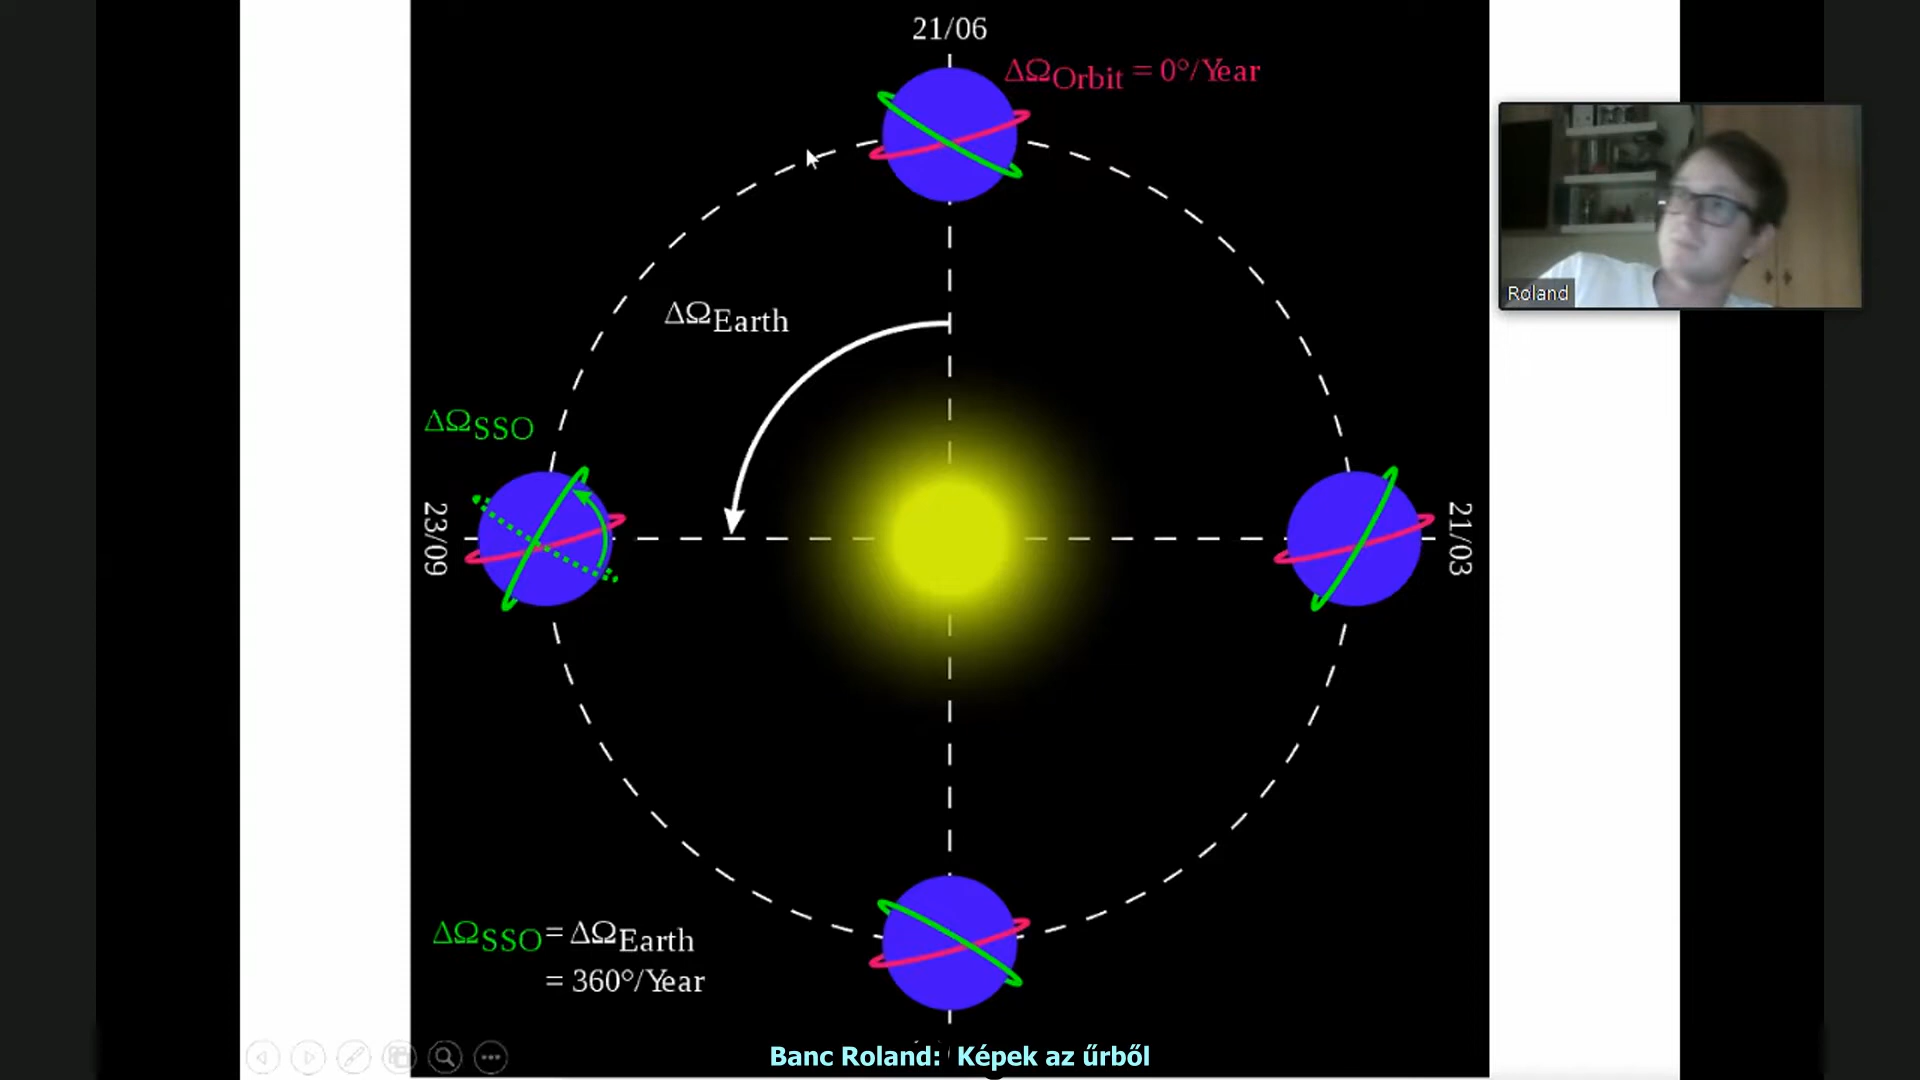 21/06
ΔΩOrbit = 0°/Year
Roland
ΔΩEarth
ΔΩSSO
23/09
21/03
ΔΩSSO = ΔΩEarth
= 360°/Year
Banc Roland: Képek az űrből